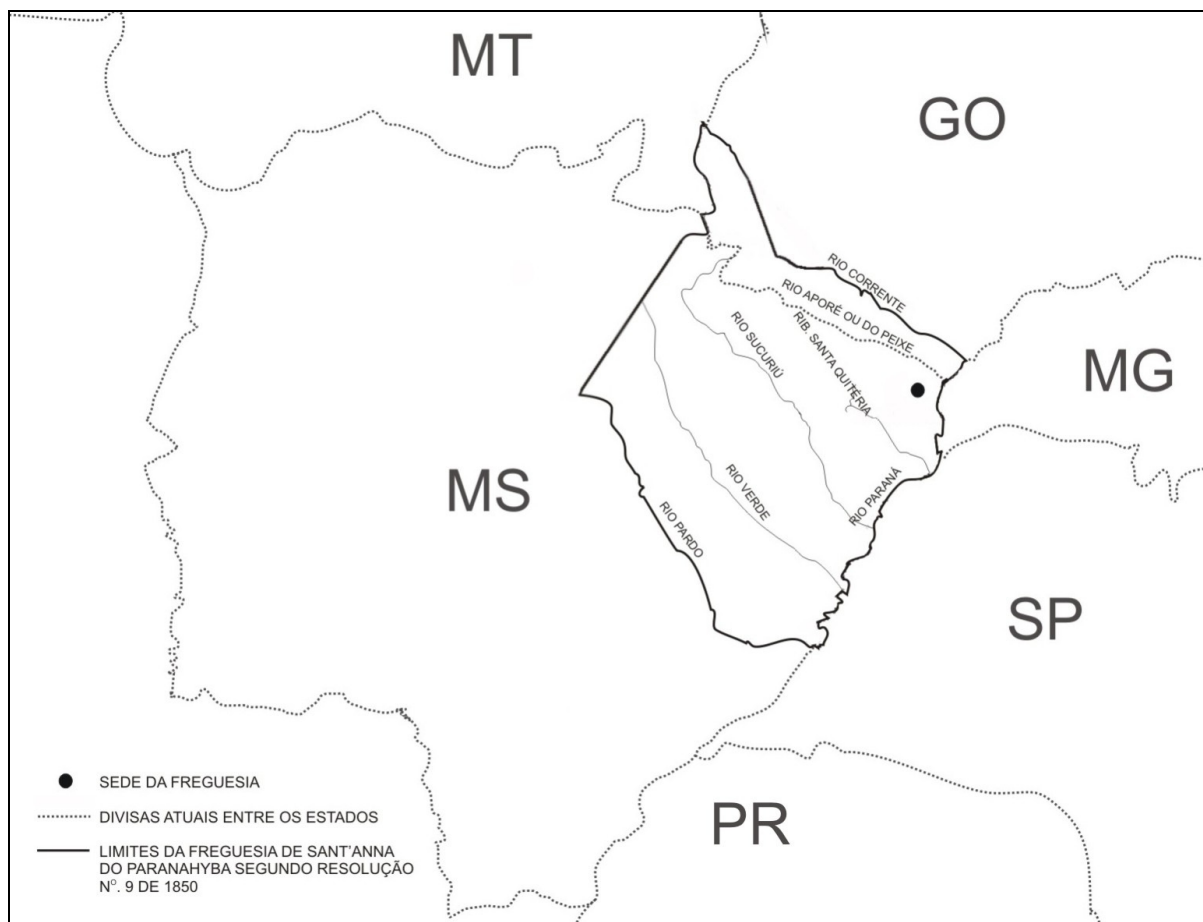 MT
GO
RIO CORRENTE
RIO APORÉ OU DO PEIXE
RIB. SANTA QUITÉRIA
RIO SUCURIÚ
MG
MS
RIO VERDE
RIO PARANÁ
RIO PARDO
SP
PR
SEDE DA FREGUESIA
DIVISAS ATUAIS ENTRE OS ESTADOS
LIMITES DA FREGUESIA DE SANT'ANNA
DO PARANAHYBA SEGUNDO RESOLUÇÃO
Nº. 9 DE 1850